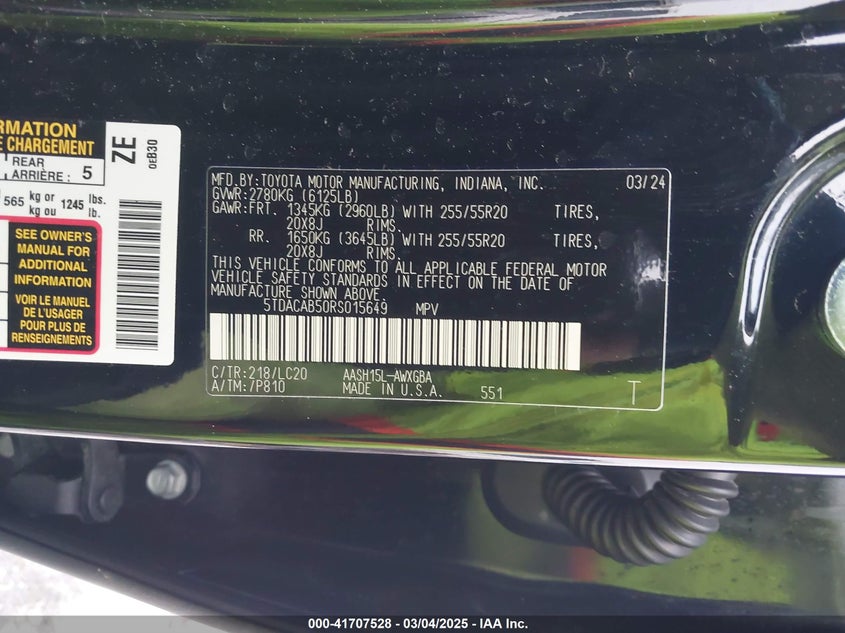 RMATION
E CHARGEMENT
REAR
ARRIÈRE : 5
565 kg or 1245 lbs.
kg ou lb.
SEE OWNER'S
MANUAL FOR
ADDITIONAL
INFORMATION
VOIR LE MANUEL
DE L'USAGER
POUR PLUS DE
RENSEIGNEMENTS
ZE
0EB30
MFD.BY:TOYOTA MOTOR MANUFACTURING, INDIANA, INC. 03/24
GVWR:2780KG (6125LB)
GAWR:FRT. 1345KG (2960LB) WITH 255/55R20 TIRES,
20X8J RIMS.
RR. 1650KG (3645LB) WITH 255/55R20 TIRES,
20X8J RIMS.
THIS VEHICLE CONFORMS TO ALL APPLICABLE FEDERAL MOTOR
VEHICLE SAFETY STANDARDS IN EFFECT ON THE DATE OF
MANUFACTURE SHOWN ABOVE.
5TDACAB50RS015649 MPV
C/TR:218/LC20 AASH15L-AWXGBA
A/TM:/P810 MADE IN U.S.A. 551 T
000-41707528 - 03/04/2025 - IAA Inc.